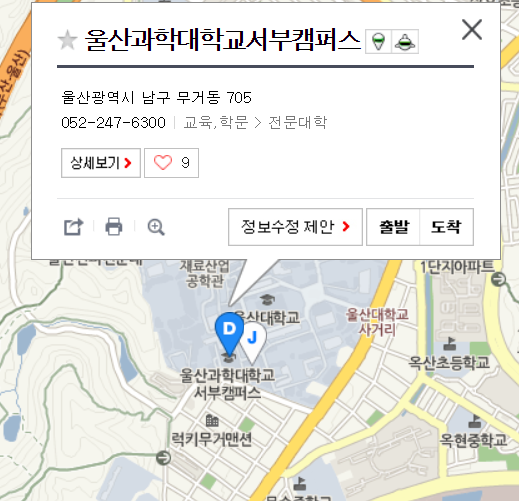 울산과학대학교서부캠퍼스
울산광역시 남구 무거동 705
052-247-6300 | 교육,학문 > 전문대학
상세보기 >
9
정보수정 제안 >
출발
도착
재료산업
공학관
1단지아파트
울산대학교
울산대학교
사거리
D
J
울산과학대학교
서부캠퍼스
옥산초등학교
럭키무거맨션
옥현중학교